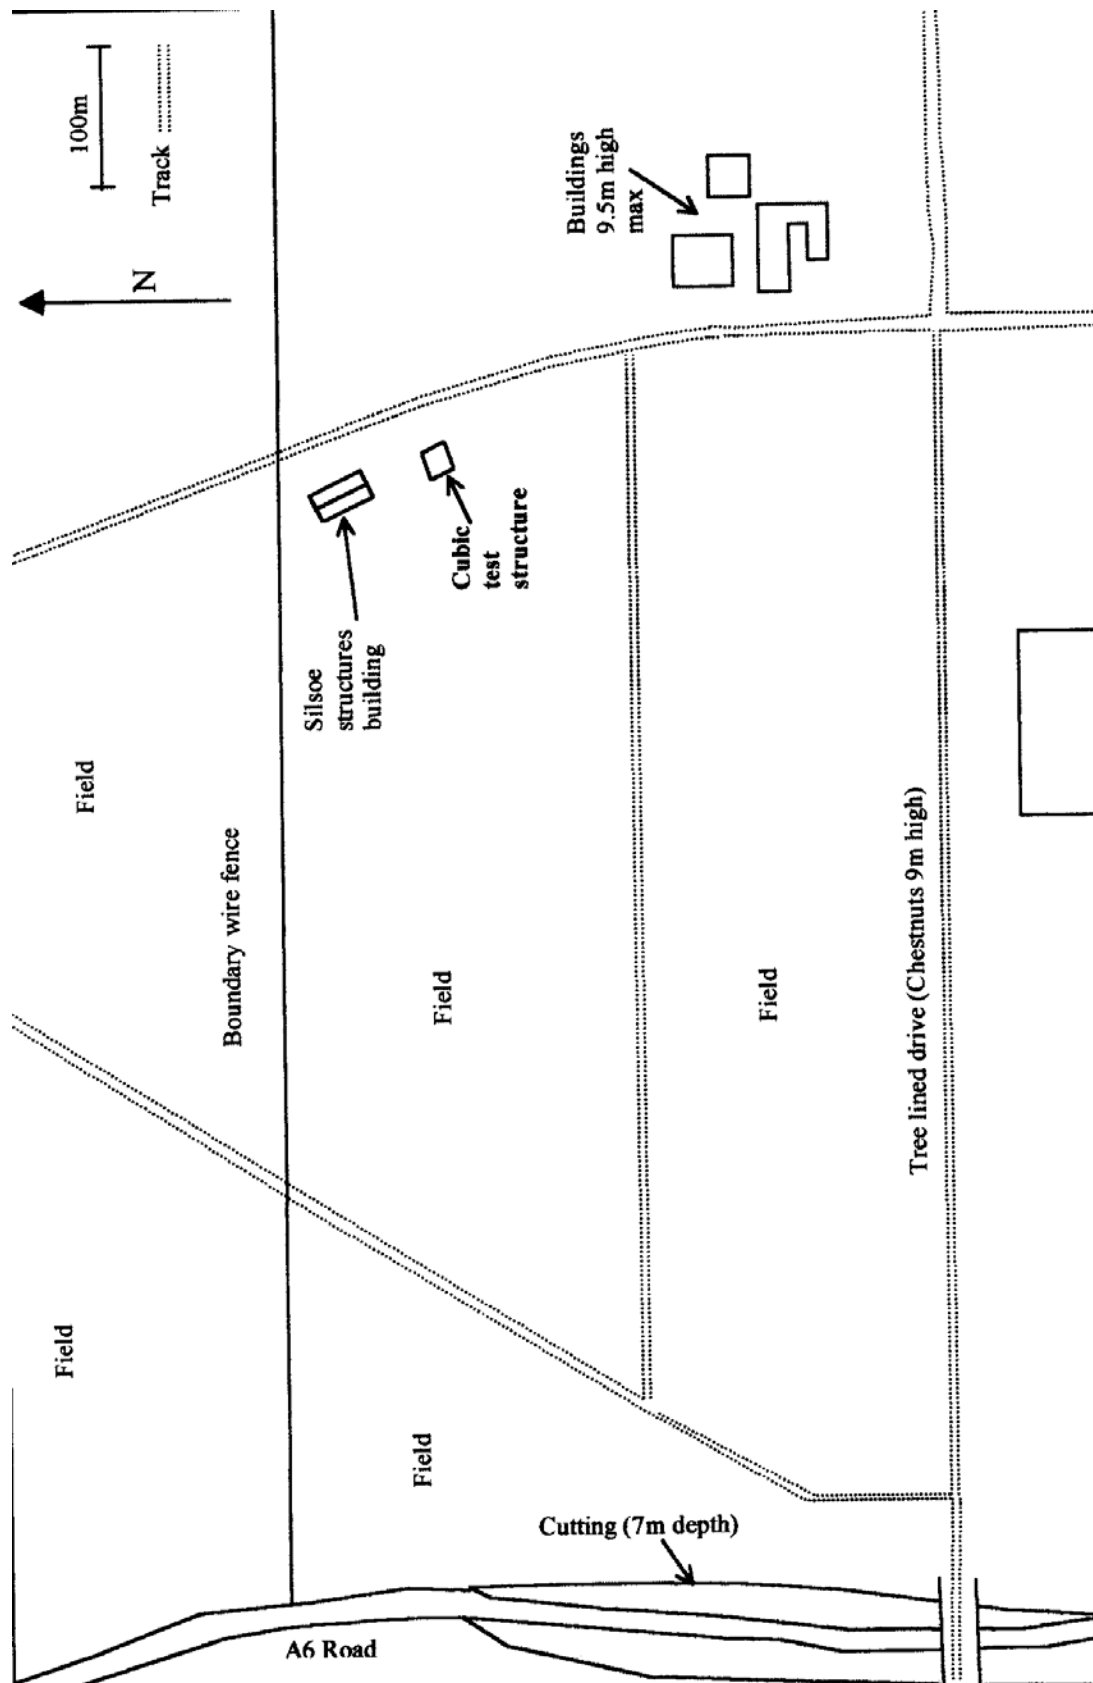 100m
Track
N
Buildings
9.5m high
max
Silsoe
structures
building
Cubic
test
structure
Field
Boundary wire fence
Field
Field
Field
Field
Tree lined drive (Chestnuts 9m high)
Cutting (7m depth)
A6 Road